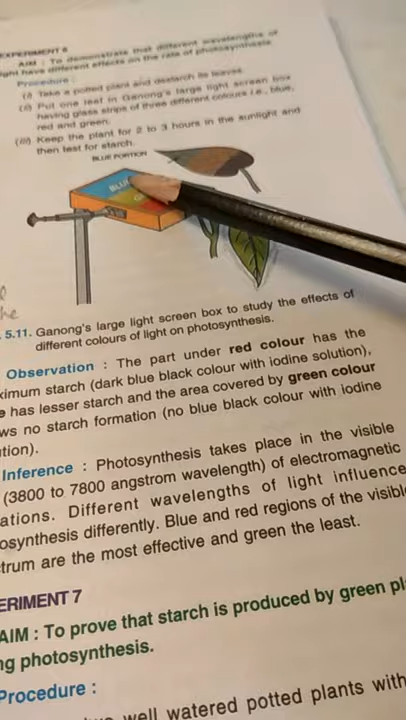 EXPERIMENT 6
AIM : To demonstrate that different wavelengths of
ght have different effects on the rate of photosynthesis
Procedure :
(i) Take a potted plant and destarch its leaves.
(ii) Put one leaf in Ganong's large light screen box
having glass strips of three different colours i.e., blue,
red and green.
(iii) Keep the plant for 2 to 3 hours in the sunlight and
then test for starch.
BLUE PORTION
BLUE
G
he
. 5.11. Ganong's large light screen box to study the effects of
different colours of light on photosynthesis.
Observation : The part under red colour has the
ximum starch (dark blue black colour with iodine solution),
e has lesser starch and the area covered by green colour
ws no starch formation (no blue black colour with iodine
ution).
Inference : Photosynthesis takes place in the visible
(3800 to 7800 angstrom wavelength) of electromagnetic
ations. Different wavelengths of light influence
osynthesis differently. Blue and red regions of the visible
ctrum are the most effective and green the least.
ERIMENT 7
AIM : To prove that starch is produced by green pl
ng photosynthesis.
Procedure :
well watered potted plants with